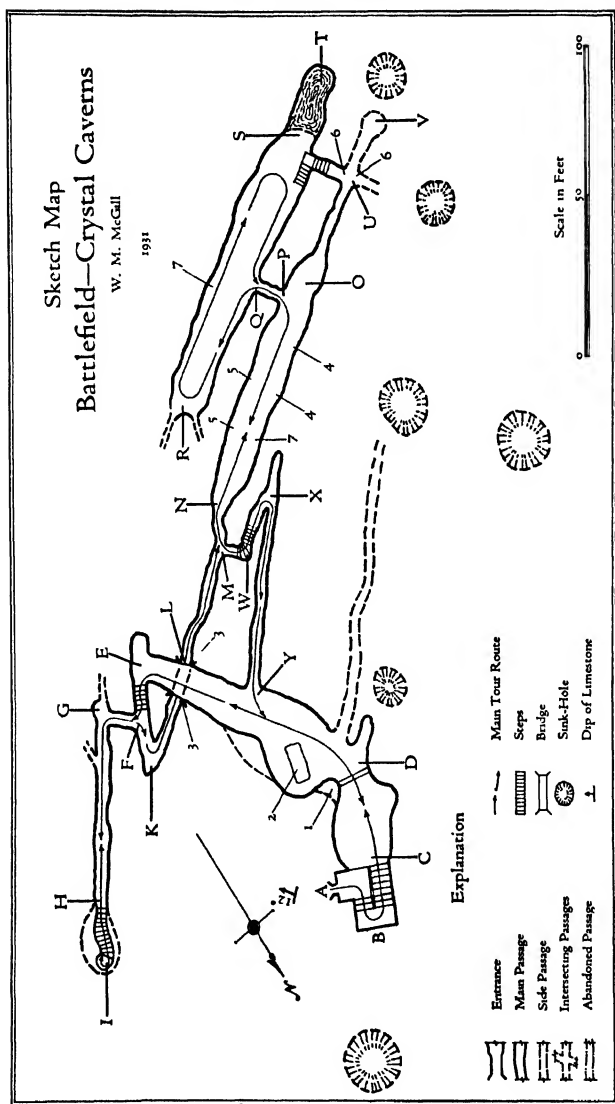 Sketch Map
Battlefield—Crystal Caverns
W. M. McGill
1931
I
H
G
F
K
E
L
3
3
Y
2
1
D
A
B
C
M
W
N
X
R
7
5
5
7
4
4
Q
P
O
S
T
6
6
U
V
N
Explanation
Entrance
Main Passage
Side Passage
Intersecting Passages
Abandoned Passage
Main Tour Route
Steps
Bridge
Sink-Hole
Dip of Limestone
0
50
100
Scale in Feet